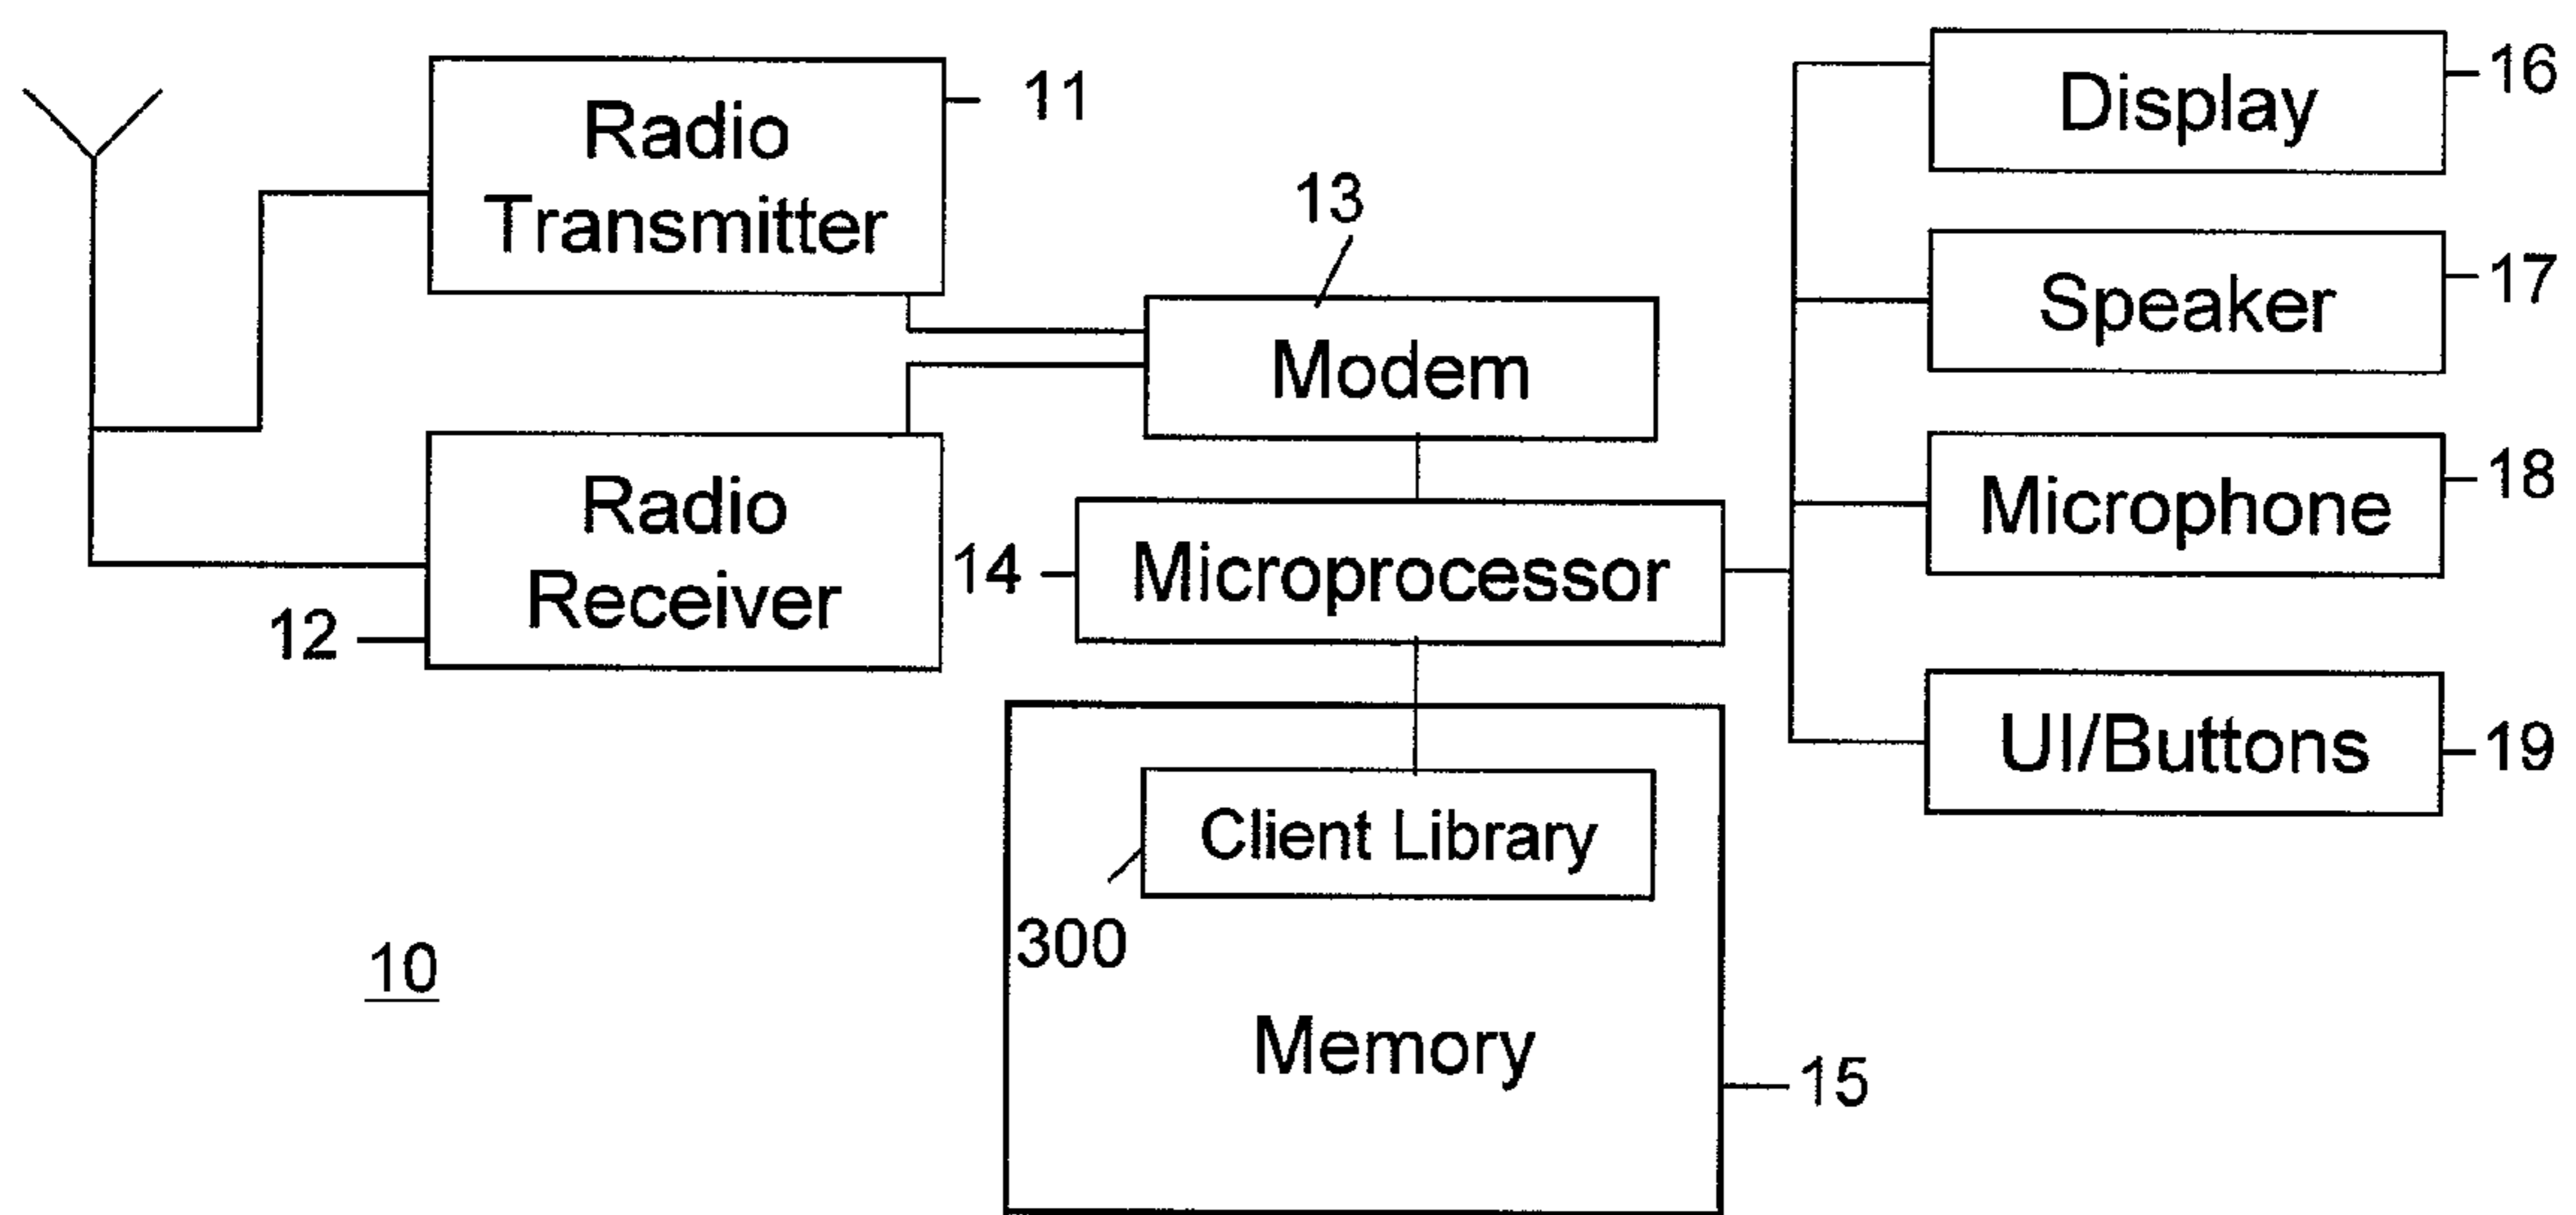 Radio
Transmitter
11
Radio
Receiver
12
13
Modem
14
Microprocessor
Client Library
300
Memory
15
Display
16
Speaker
17
Microphone
18
UI/Buttons
19
10